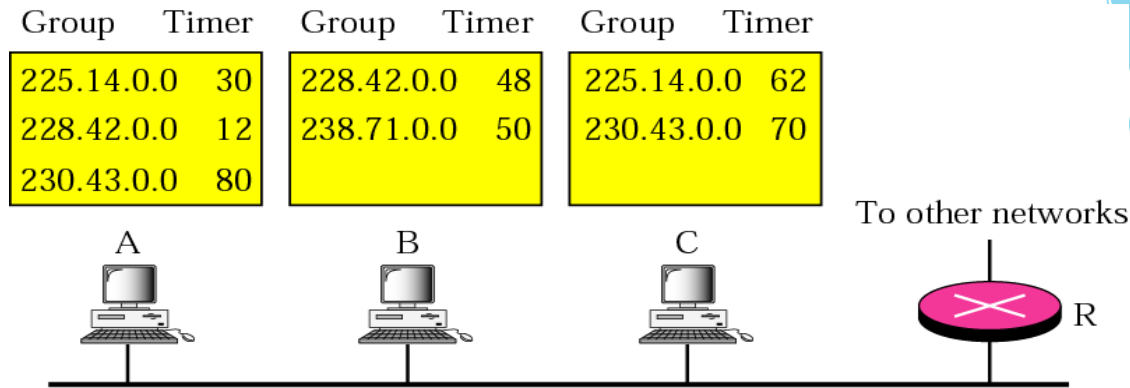 Group Timer Group Timer Group Timer
225.14.0.0 30 228.42.0.0 48 225.14.0.0 62
228.42.0.0 12 238.71.0.0 50 230.43.0.0 70
230.43.0.0 80
To other networks
A B C
R